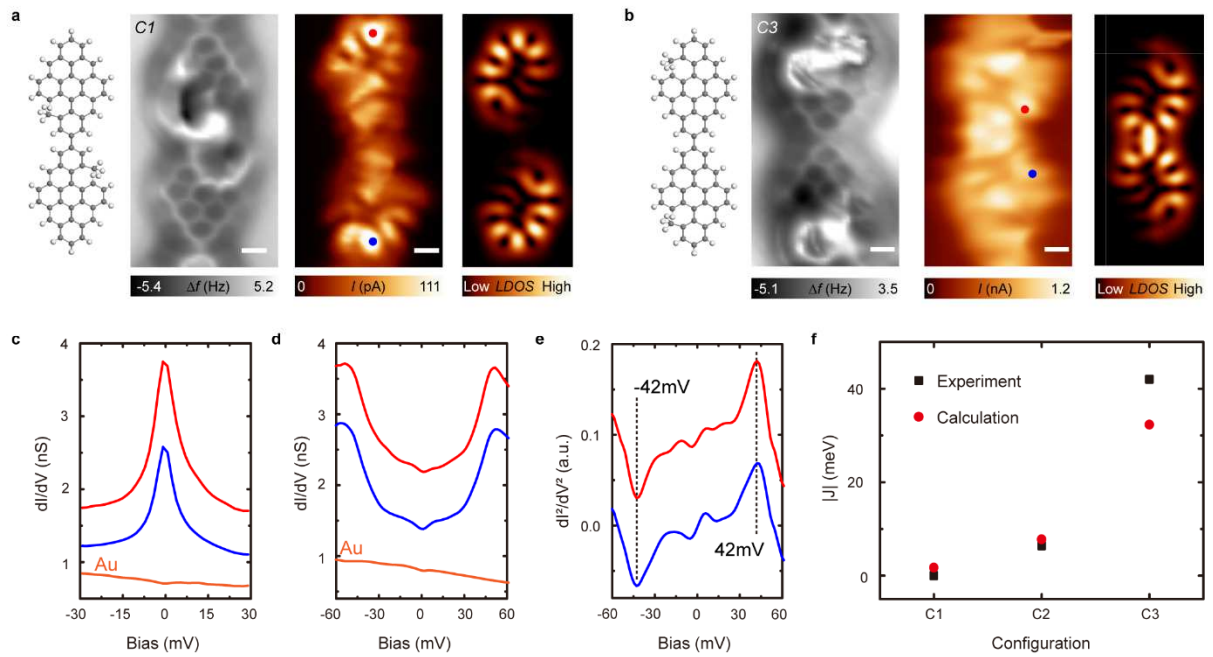 a
C1
-5.4 Δf (Hz) 5.2
0 I (pA) 111
Low LDOS High
b
C3
-5.1 Δf (Hz) 3.5
0 I (nA) 1.2
Low LDOS High
c
dI/dV (nS)
4
3
2
1
Au
-30 -15 0 15 30
Bias (mV)
d
dI/dV (nS)
4
3
2
1
Au
-60 -30 0 30 60
Bias (mV)
e
dI²/dV² (a.u.)
0.2
0.1
0.0
-42mV
42mV
-60 -30 0 30 60
Bias (mV)
f
|J| (meV)
40
20
0
Experiment
Calculation
C1 C2 C3
Configuration